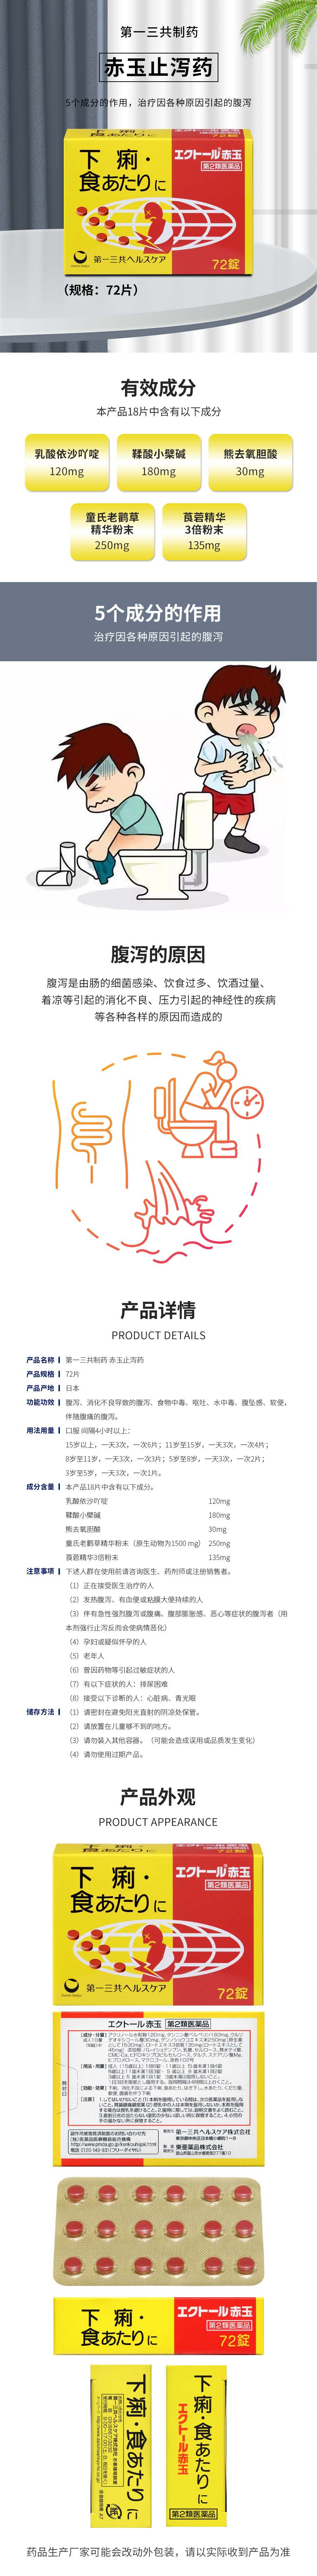 第一三共制药
赤玉止泻药
5个成分的作用，治疗因各种原因引起的腹泻
下痢・
食あたりに
エクトール赤玉
第2類医薬品
第一三共ヘルスケア
72錠
（规格：72片）
有效成分
本产品18片中含有以下成分
乳酸依沙吖啶
120mg
鞣酸小檗碱
180mg
熊去氧胆酸
30mg
童氏老鹳草
精华粉末
250mg
莨菪精华
3倍粉末
135mg
5个成分的作用
治疗因各种原因引起的腹泻
腹泻的原因
腹泻是由肠的细菌感染、饮食过多、饮酒过量、
着凉等引起的消化不良、压力引起的神经性的疾病
等各种各样的原因而造成的
产品详情
PRODUCT DETAILS
产品名称 第一三共制药 赤玉止泻药
产品规格 72片
产品产地 日本
功能功效 腹泻、消化不良导致的腹泻、食物中毒、呕吐、水中毒、腹坠感、软便，
伴随腹痛的腹泻。
用法用量 口服 间隔4小时以上：
15岁以上，一天3次，一次6片；11岁至15岁，一天3次，一次4片；
8岁至11岁，一天3次，一次3片；5岁至8岁，一天3次，一次2片；
3岁至5岁，一天3次，一次1片。
成分含量 本产品18片中含有以下成分。
乳酸依沙吖啶 120mg
鞣酸小檗碱 180mg
熊去氧胆酸 30mg
童氏老鹳草精华粉末（原生动物为1500 mg） 250mg
莨菪精华3倍粉末 135mg
注意事项 下述人群在使用前请咨询医生、药剂师或注册销售者。
（1）正在接受医生治疗的人
（2）发热腹泻、有血便或粘膜大便持续的人
（3）伴有急性强烈腹泻或腹痛、腹部膨胀感、恶心等症状的腹泻者（用
本剂强行止泻反而会使病情恶化）
（4）孕妇或疑似怀孕的人
（5）老年人
（6）曾因药物等引起过敏症状的人
（7）有以下症状的人：排尿困难
（8）接受以下诊断的人：心脏病、青光眼
储存方法 （1）请密封在避免阳光直射的阴凉处保管。
（2）请放置在儿童够不到的地方。
（3）请勿装入其他容器。（可能会造成误用或品质发生变化）
（4）请勿使用过期产品。
产品外观
PRODUCT APPEARANCE
下痢・
食あたりに
エクトール赤玉
第2類医薬品
第一三共ヘルスケア
72錠
エクトール赤玉 第2類医薬品
第一三共ヘルスケア株式会社
東亜薬品株式会社
下痢・
食あたりに
エクトール赤玉
第2類医薬品
72錠
下痢・食あたりに
下痢・食あたりに
エクトール赤玉
第2類医薬品
药品生产厂家可能会改动外包装，请以实际收到产品为准